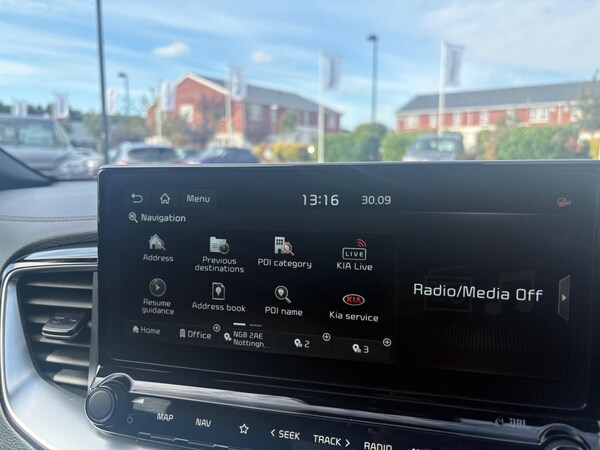 Menu 13:16 30.09
Navigation
Address
Previous
destinations
POI category
LIVE
KIA Live
Resume
guidance
Address book
POI name
KIA
Kia service
Radio/Media Off
Home
Office
NG8 2AE
Nottingh...
2
3
MAP NAV SEEK TRACK RADIO